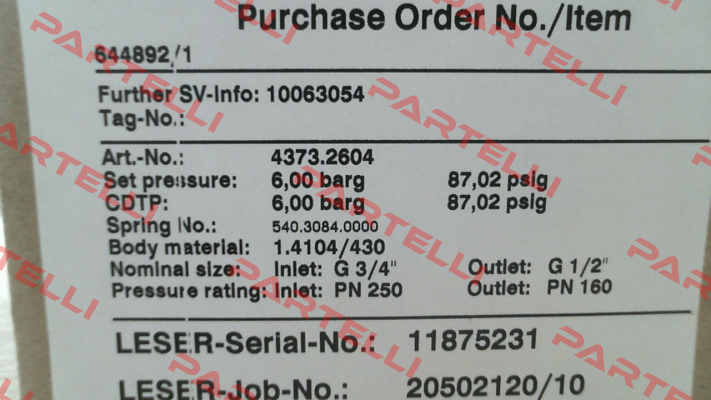 Purchase Order No./Item
644892/1
Further SV-Info: 10063054
Tag-No.:
Art.-No.: 4373.2604
Set pressure: 6,00 barg 87,02 psig
CDTP: 6,00 barg 87,02 psig
Spring No.: 540.3084.0000
Body material: 1.4104/430
Nominal size: Inlet: G 3/4" Outlet: G 1/2"
Pressure rating: Inlet: PN 250 Outlet: PN 160
LESER-Serial-No.: 11875231
LESER-Job-No.: 20502120/10
PARTELLI
PARTELLI
PARTELLI
PARTELLI
PARTELLI
PARTELLI